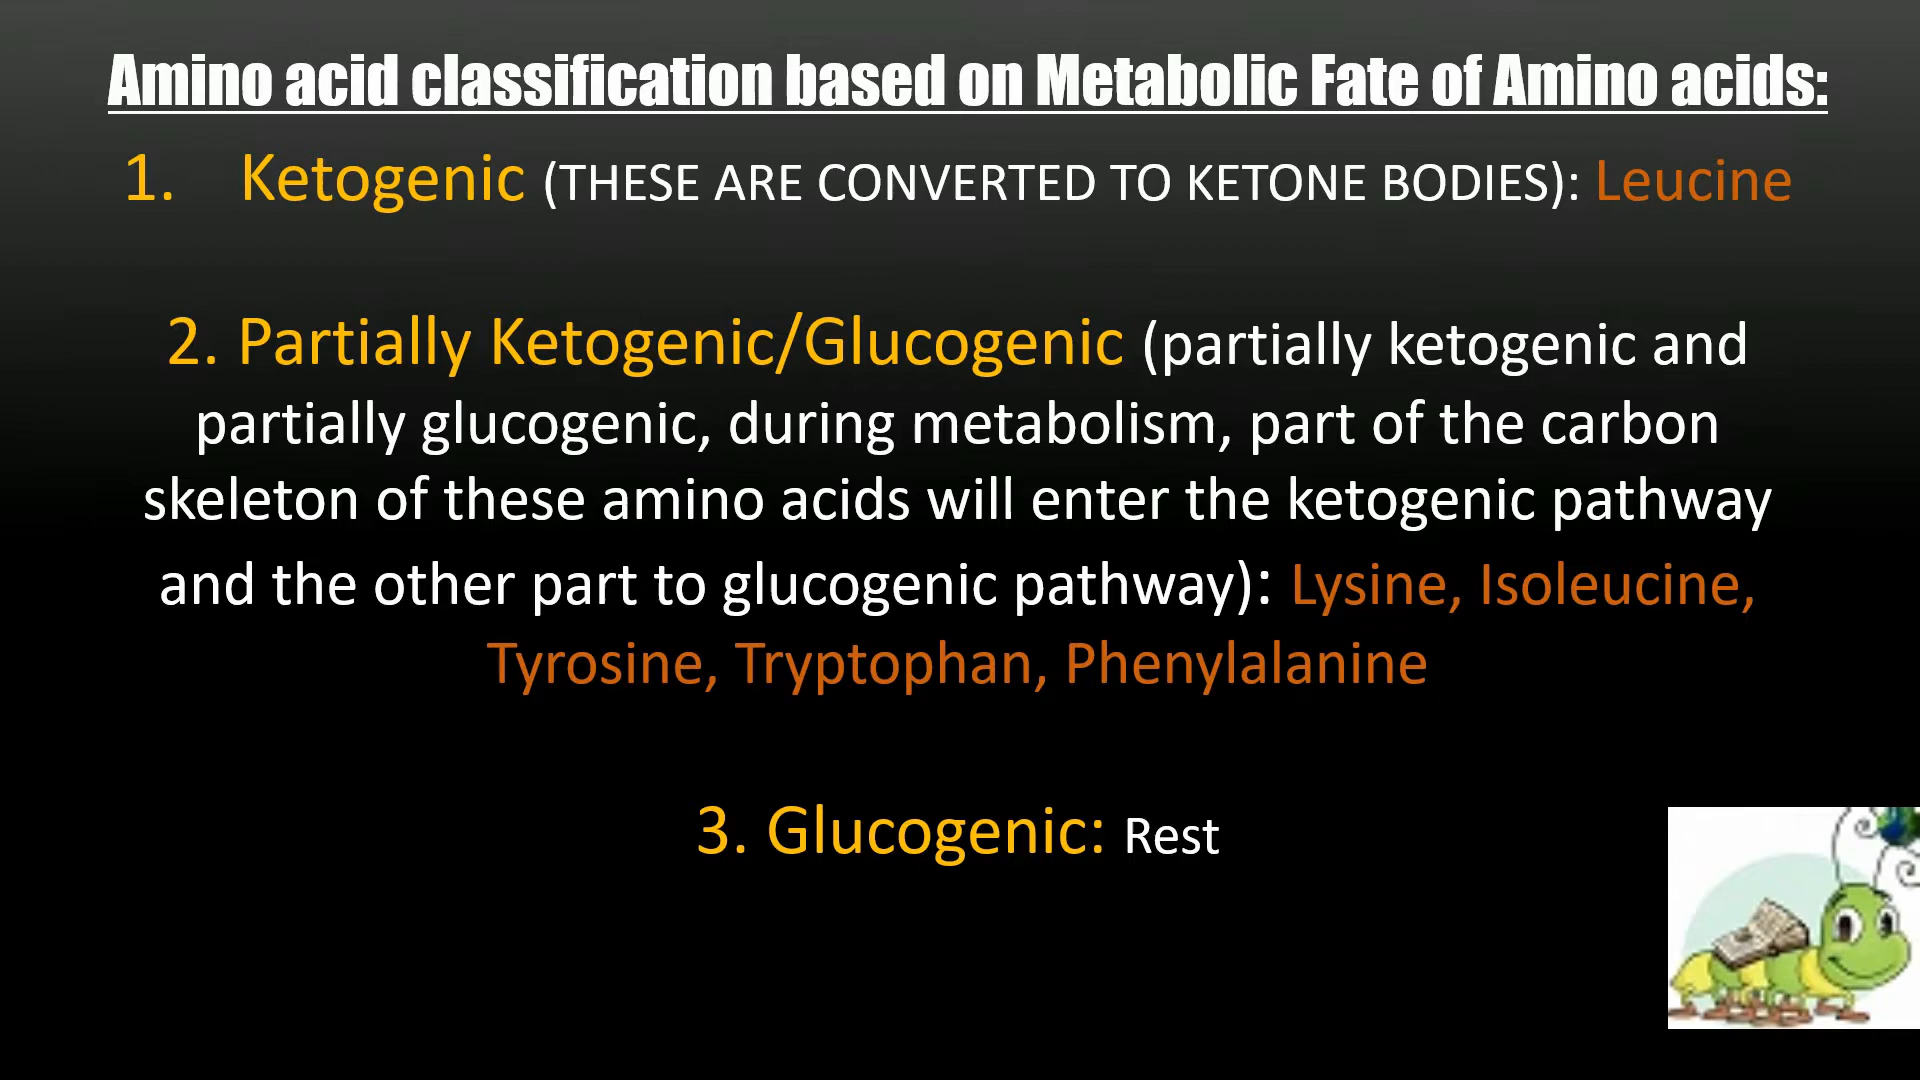 Amino acid classification based on Metabolic Fate of Amino acids:
1. Ketogenic (THESE ARE CONVERTED TO KETONE BODIES): Leucine
2. Partially Ketogenic/Glucogenic (partially ketogenic and
partially glucogenic, during metabolism, part of the carbon
skeleton of these amino acids will enter the ketogenic pathway
and the other part to glucogenic pathway): Lysine, Isoleucine,
Tyrosine, Tryptophan, Phenylalanine
3. Glucogenic: Rest